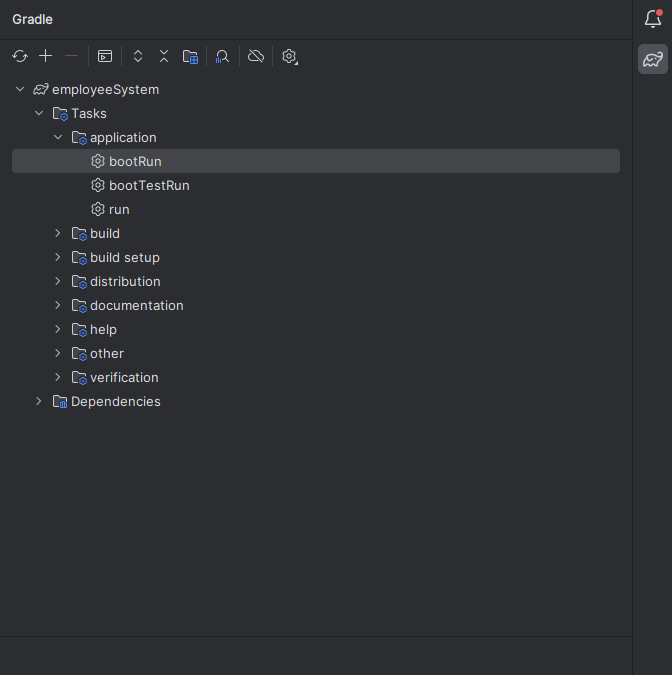 Gradle
employeeSystem
Tasks
application
bootRun
bootTestRun
run
build
build setup
distribution
documentation
help
other
verification
Dependencies